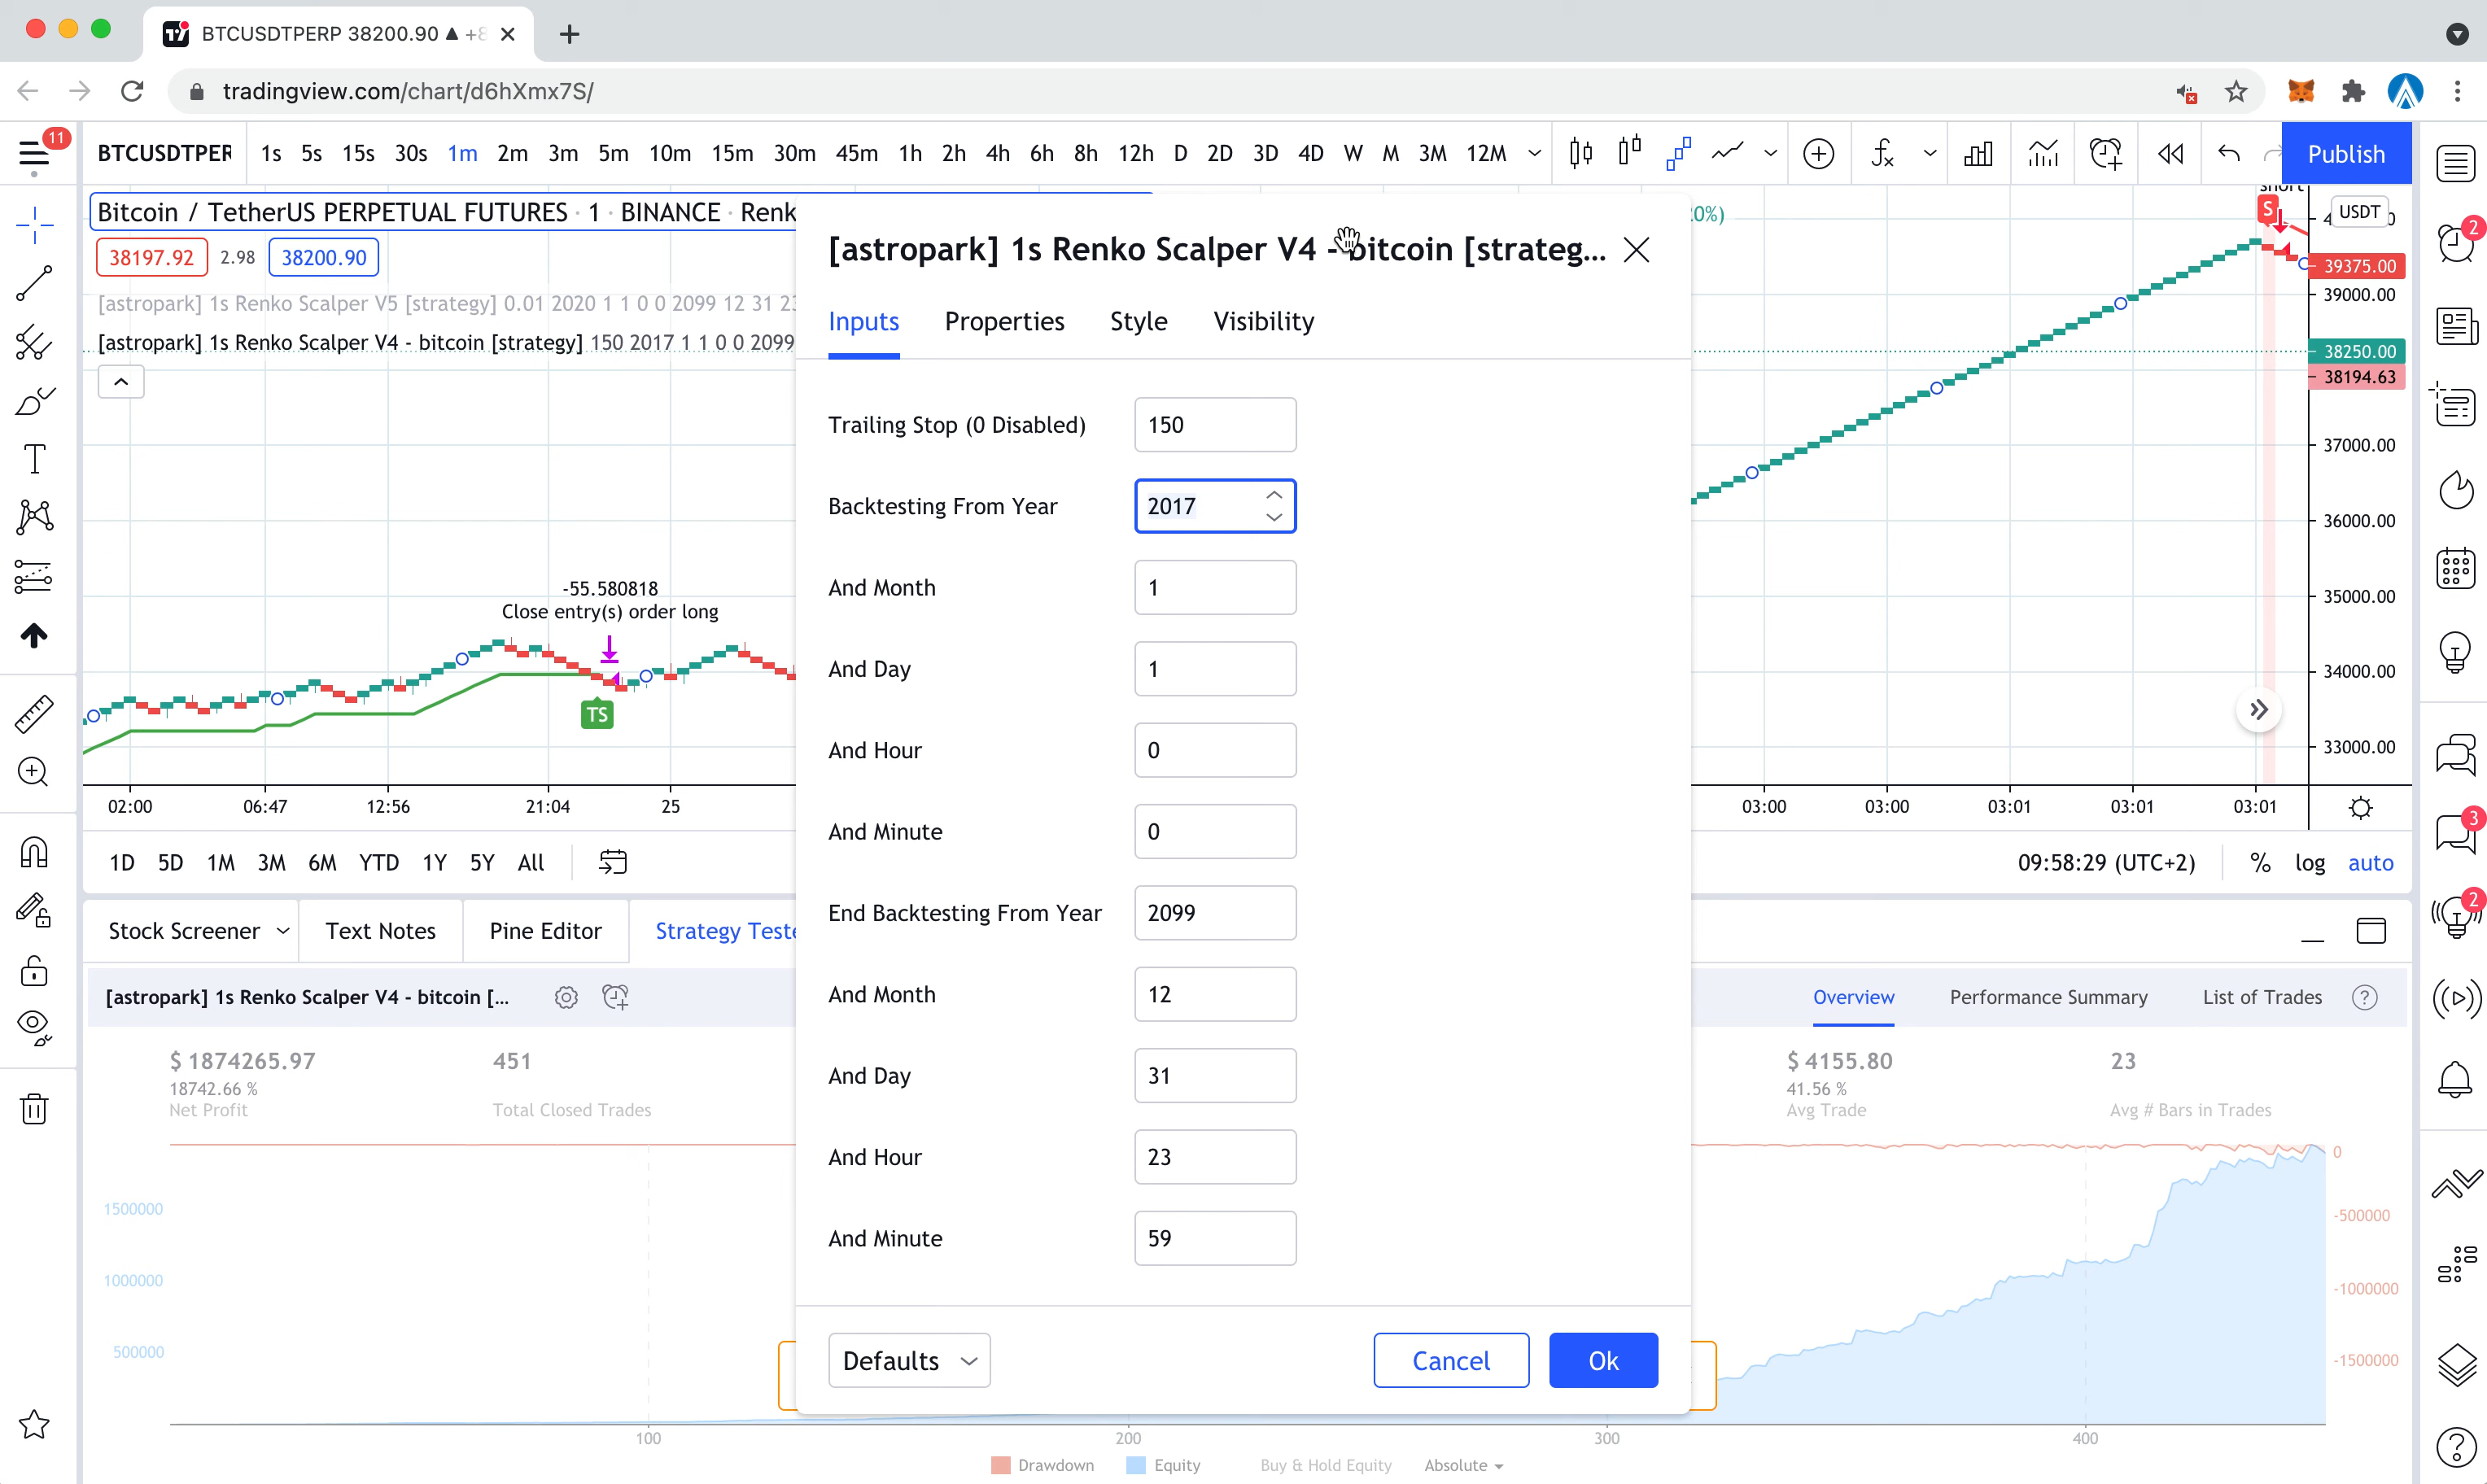 BTCUSDTPERP 38200.90 ▲ +8
tradingview.com/chart/d6hXmx7S/
11
BTCUSDTPER 1s 5s 15s 30s 1m 2m 3m 5m 10m 15m 30m 45m 1h 2h 4h 6h 8h 12h D 2D 3D 4D W M 3M 12M Publish
Bitcoin / TetherUS PERPETUAL FUTURES · 1 · BINANCE · Renk
0%)
38197.92 2.98 38200.90
[astropark] 1s Renko Scalper V5 [strategy] 0.01 2020 1 1 0 0 2099 12 31 23
[astropark] 1s Renko Scalper V4 - bitcoin [strategy] 150 2017 1 1 0 0 2099
-55.580818
Close entry(s) order long
TS
short
S
USDT
39375.00
39000.00
38250.00
38194.63
37000.00
36000.00
35000.00
34000.00
33000.00
02:00 06:47 12:56 21:04 25 03:00 03:00 03:01 03:01 03:01
1D 5D 1M 3M 6M YTD 1Y 5Y All
09:58:29 (UTC+2) % log auto
[astropark] 1s Renko Scalper V4 - bitcoin [strateg...
Inputs Properties Style Visibility
Trailing Stop (0 Disabled) 150
Backtesting From Year 2017
And Month 1
And Day 1
And Hour 0
And Minute 0
End Backtesting From Year 2099
And Month 12
And Day 31
And Hour 23
And Minute 59
Defaults Cancel Ok
Stock Screener Text Notes Pine Editor Strategy Teste
[astropark] 1s Renko Scalper V4 - bitcoin [...
Overview Performance Summary List of Trades
$ 1874265.97
18742.66 %
Net Profit
451
Total Closed Trades
$ 4155.80
41.56 %
Avg Trade
23
Avg # Bars in Trades
1500000
1000000
500000
0
-500000
-1000000
-1500000
100 200 300 400
Drawdown Equity Buy & Hold Equity Absolute
2
3
2